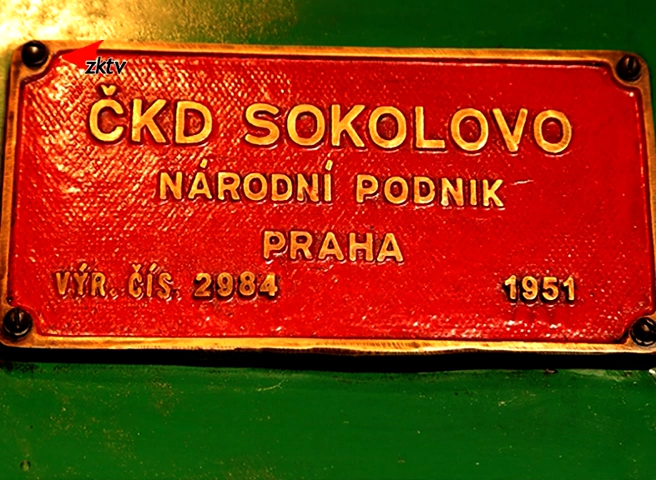 zktv
ČKD SOKOLOVO
NÁRODNÍ PODNIK
PRAHA
VÝR. ČÍS. 2984 1951